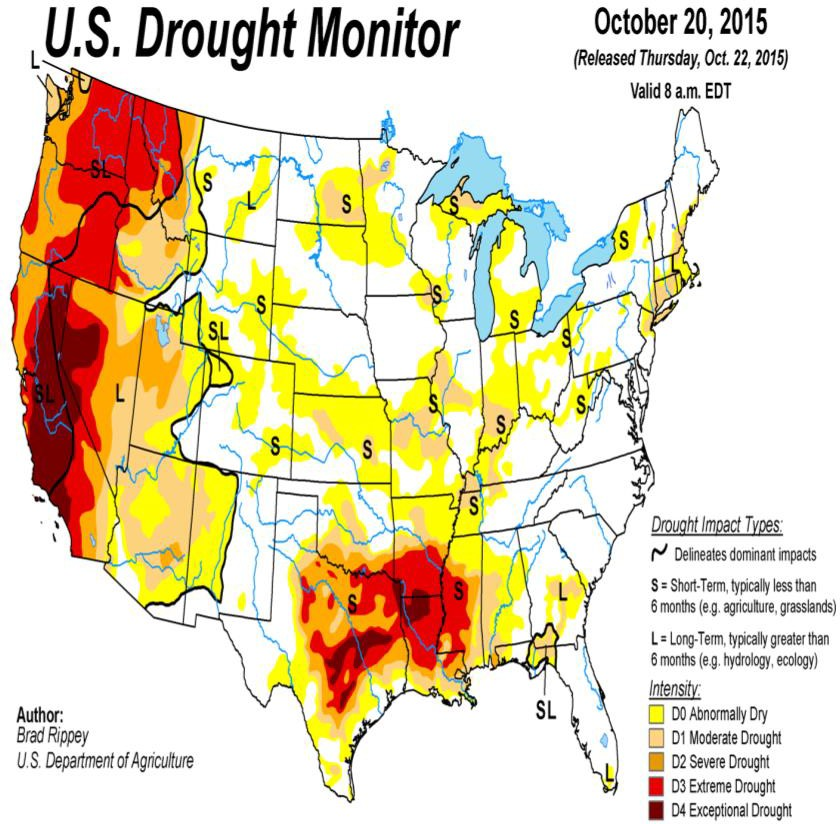 U.S. Drought Monitor
October 20, 2015
(Released Thursday, Oct. 22, 2015)
Valid 8 a.m. EDT
L
SL
S
L
S
S
S
S
S
SL
S
S
SL
L
S
S
S
S
S
S
S
S
L
SL
L
Drought Impact Types:
Delineates dominant impacts
S = Short-Term, typically less than
6 months (e.g. agriculture, grasslands)
L = Long-Term, typically greater than
6 months (e.g. hydrology, ecology)
Intensity:
D0 Abnormally Dry
D1 Moderate Drought
D2 Severe Drought
D3 Extreme Drought
D4 Exceptional Drought
Author:
Brad Rippey
U.S. Department of Agriculture